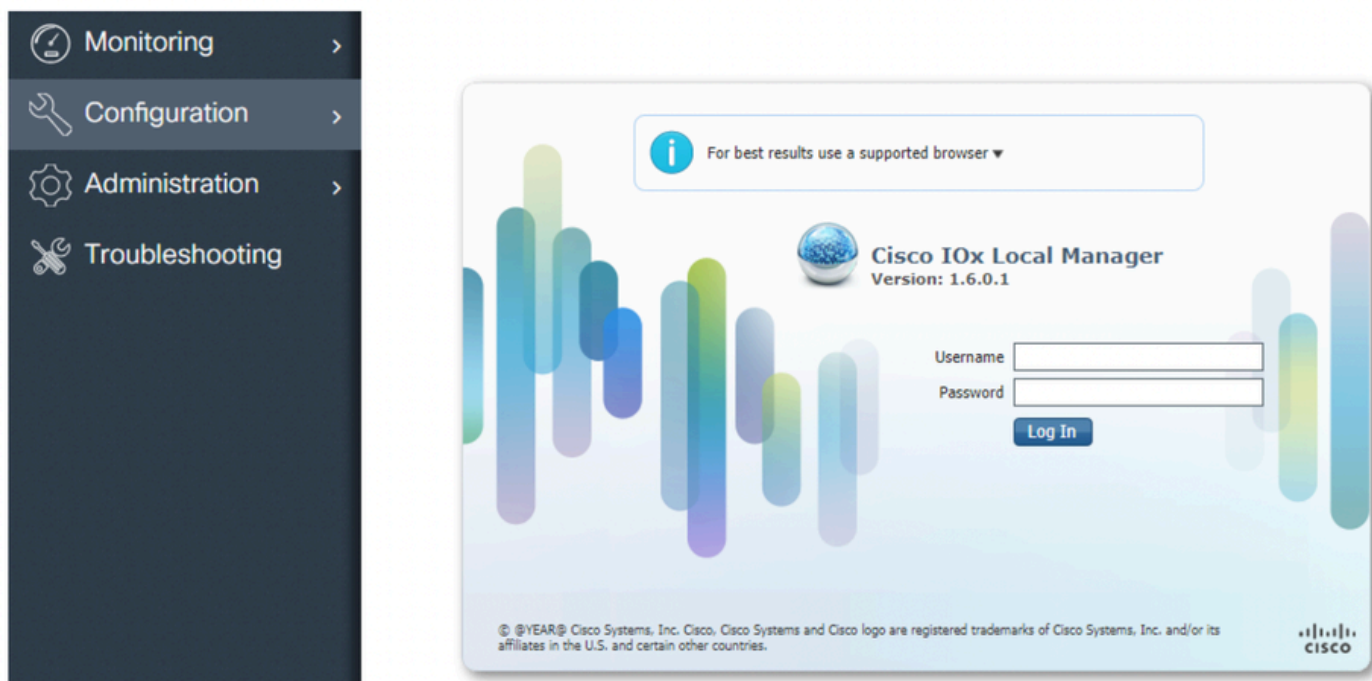 Monitoring
Configuration
Administration
Troubleshooting
For best results use a supported browser
Cisco IOx Local Manager
Version: 1.6.0.1
Username
Password
Log In
© @YEAR@ Cisco Systems, Inc. Cisco, Cisco Systems and Cisco logo are registered trademarks of Cisco Systems, Inc. and/or its
affiliates in the U.S. and certain other countries.
CISCO